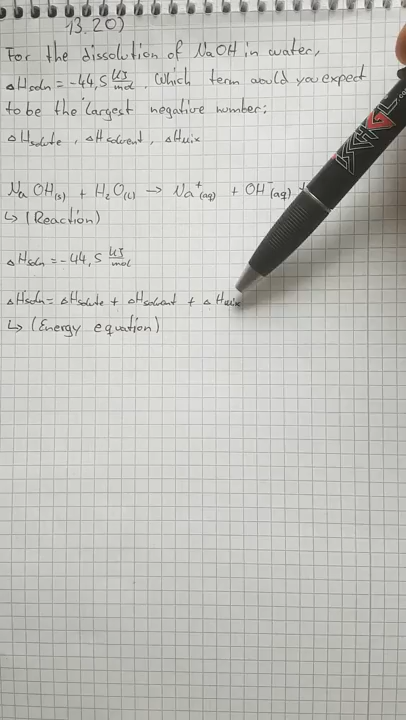 13.20)
For the dissolution of NaOH in water,
ΔHsoln = -44,5 kJ/mol. Which term would you expect
to be the largest negative number:
ΔHsolute, ΔHsolvent, ΔHmix
NaOH(s) + H2O(l) → Na+(aq) + OH-(aq)
↳ (Reaction)
ΔHsoln = -44,5 kJ/mol
ΔHsoln = ΔHsolute + ΔHsolvent + ΔHmix
↳ (Energy equation)